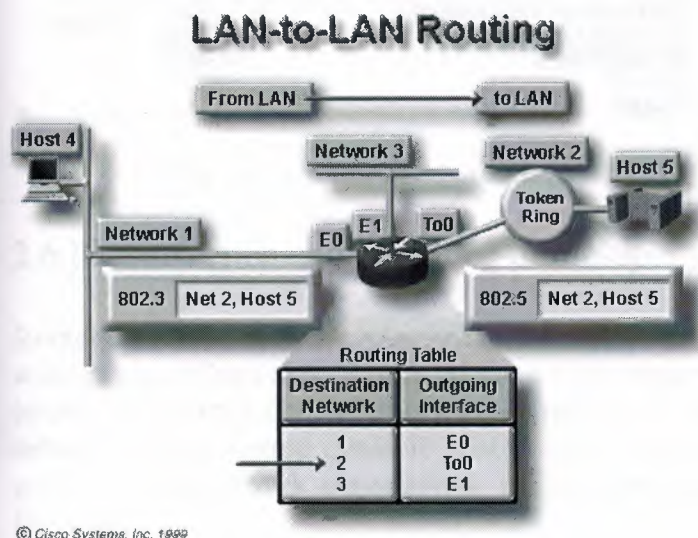 LAN-to-LAN Routing
From LAN
to LAN
Host 4
Network 3
Network 2
Host 5
Token
Ring
Network 1
E0
E1
To0
802.3
Net 2, Host 5
802.5
Net 2, Host 5
Routing Table
Destination
Network
Outgoing
Interface
1
E0
2
To0
3
E1
© Cisco Systems, Inc. 1999